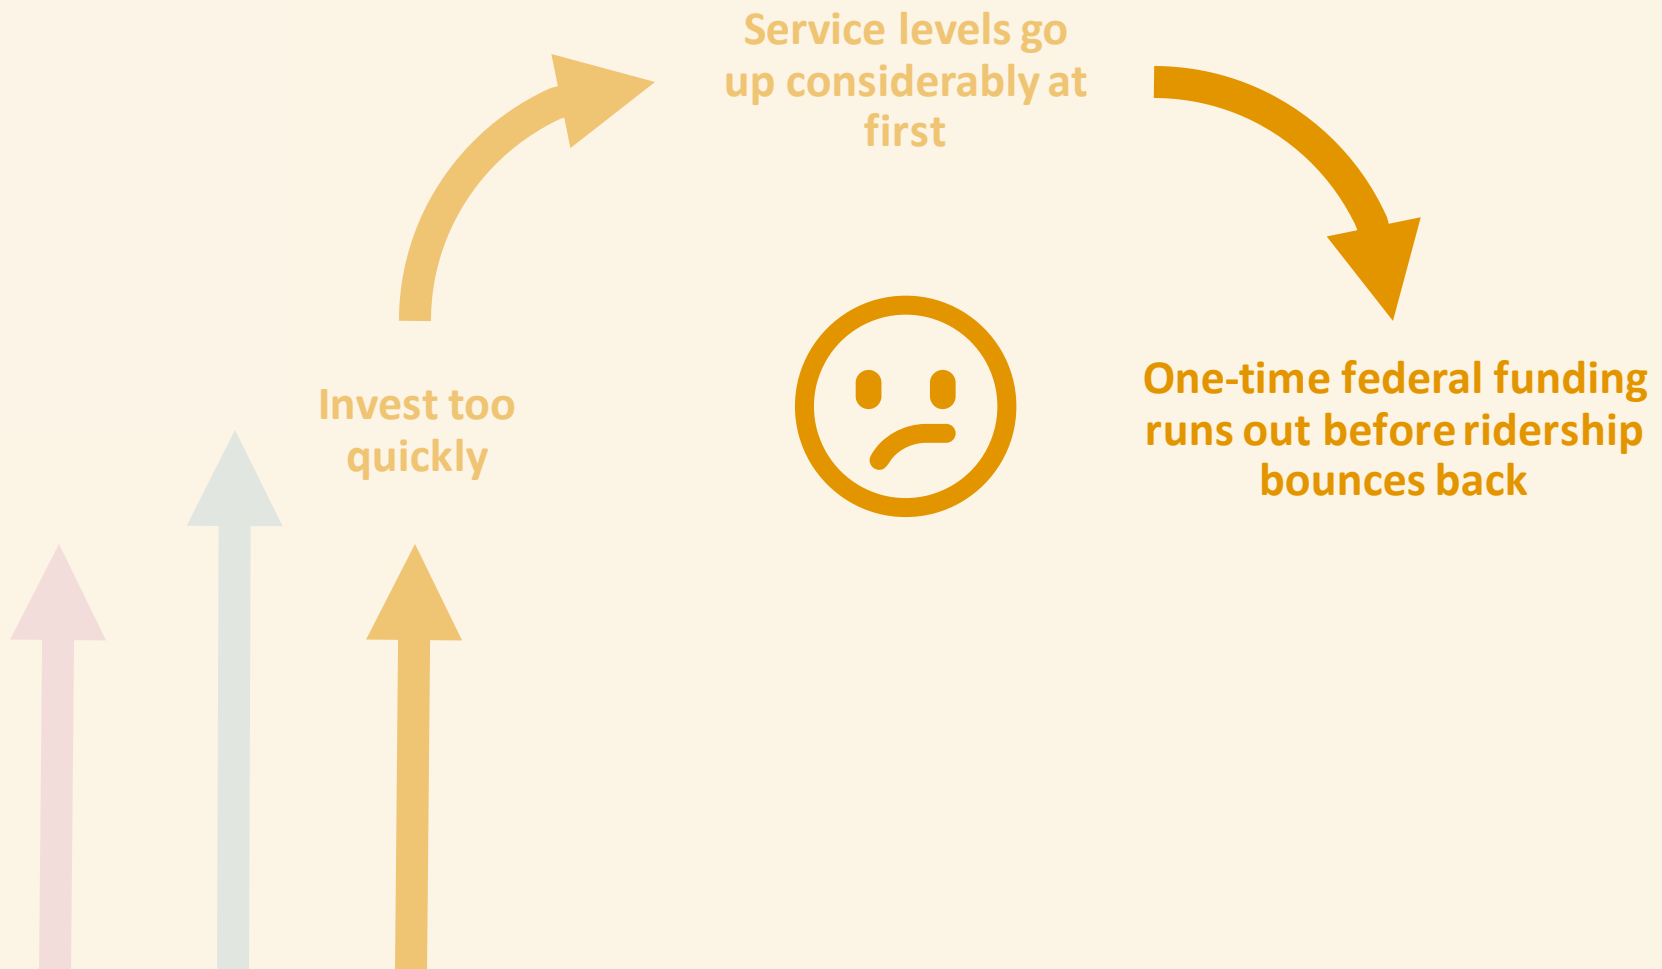 Service levels go
up considerably at
first
Invest too
quickly
One-time federal funding
runs out before ridership
bounces back